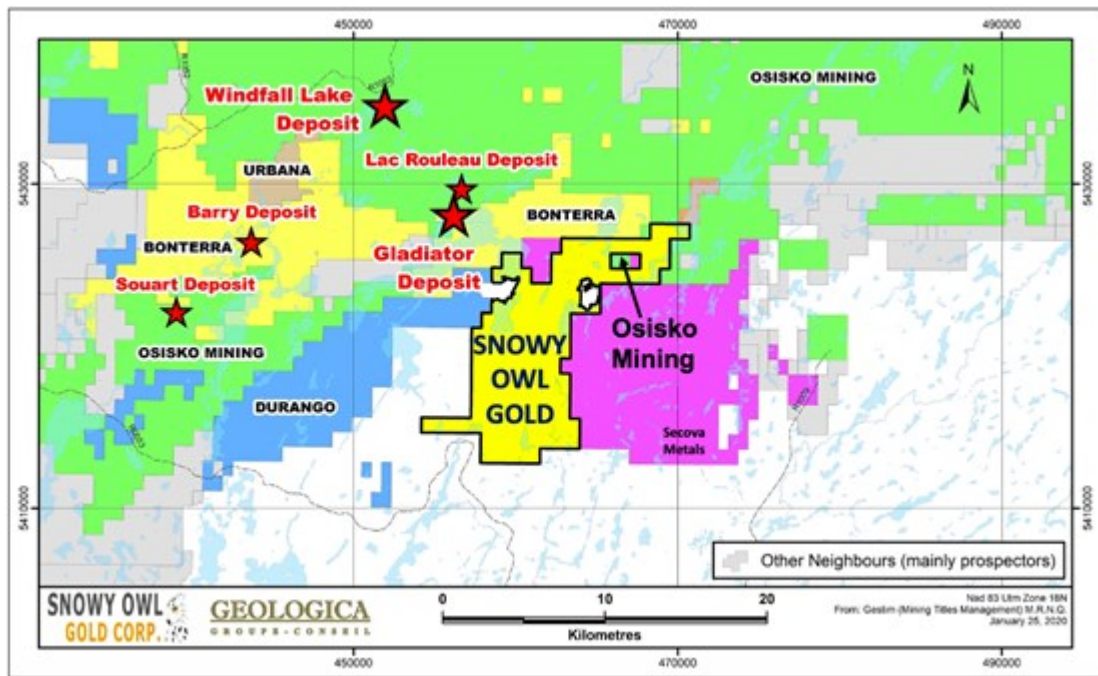 450000
470000
490000
OSISKO MINING
N
Windfall Lake
Deposit
Lac Rouleau Deposit
URBANA
5430000
5430000
Barry Deposit
BONTERRA
BONTERRA
Gladiator
Deposit
Souart Deposit
Osisko
Mining
OSISKO MINING
SNOWY
OWL
GOLD
DURANGO
Secova
Metals
5410000
5410000
Other Neighbours (mainly prospectors)
SNOWY OWL
GOLD CORP.
GEOLOGICA
GROUPE-CONSEIL
0
10
20
Kilometres
Nad 83 Utm Zone 18N
From: Gestim (Mining Titles Management) M.R.N.Q.
January 25, 2020
450000
470000
490000